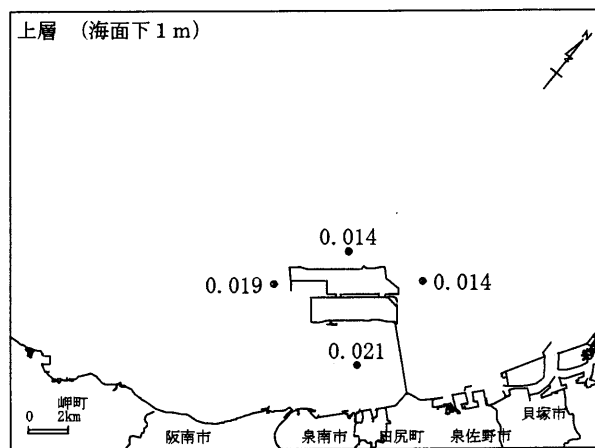 上層 （海面下１ｍ）
N
0.014
0.019
0.014
0.021
岬町
0 2km
阪南市
泉南市
田尻町
泉佐野市
貝塚市